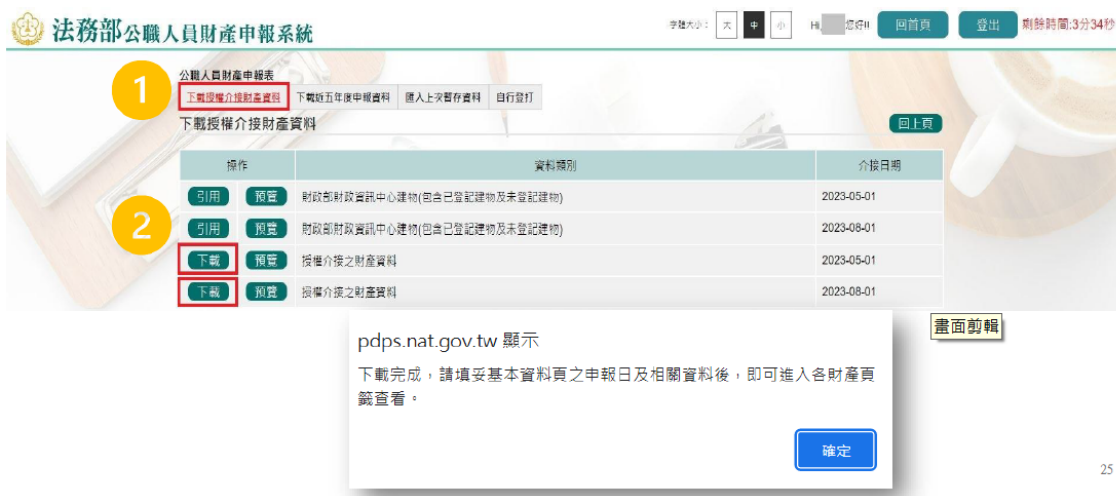 法務部公職人員財產申報系統
字體大小： 大 中 小 Hi, 您好!! 回首頁 登出 剩餘時間:3分34秒
1
公職人員財產申報表
下載授權介接財產資料 下載近五年度申報資料 匯入上次暫存資料 自行登打
下載授權介接財產資料 回上頁
操作 資料類別 介接日期
引用 預覽 財政部財政資訊中心建物(包含已登記建物及未登記建物) 2023-05-01
2
引用 預覽 財政部財政資訊中心建物(包含已登記建物及未登記建物) 2023-08-01
下載 預覽 授權介接之財產資料 2023-05-01
下載 預覽 授權介接之財產資料 2023-08-01
畫面剪輯
pdps.nat.gov.tw 顯示
下載完成，請填妥基本資料頁之申報日及相關資料後，即可進入各財產頁
籤查看。
確定
25